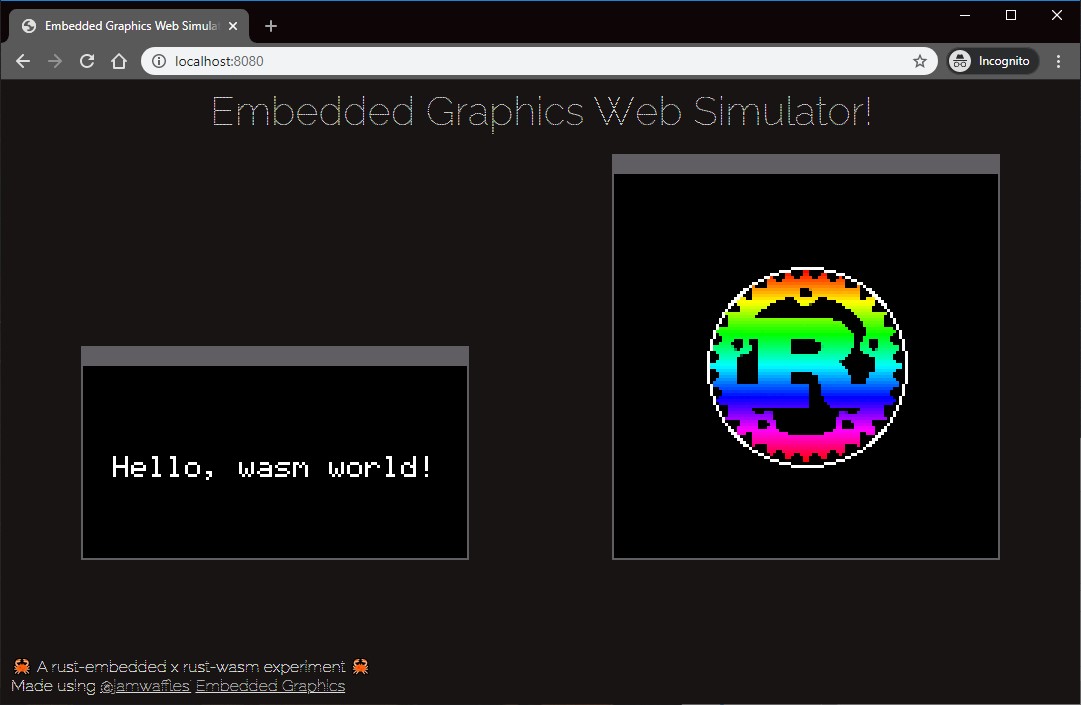 Embedded Graphics Web Simula
localhost:8080
Incognito
Embedded Graphics Web Simulator!
R
Hello, wasm world!
🦀 A rust-embedded x rust-wasm experiment 🦀
Made using @jamwaffles' Embedded Graphics